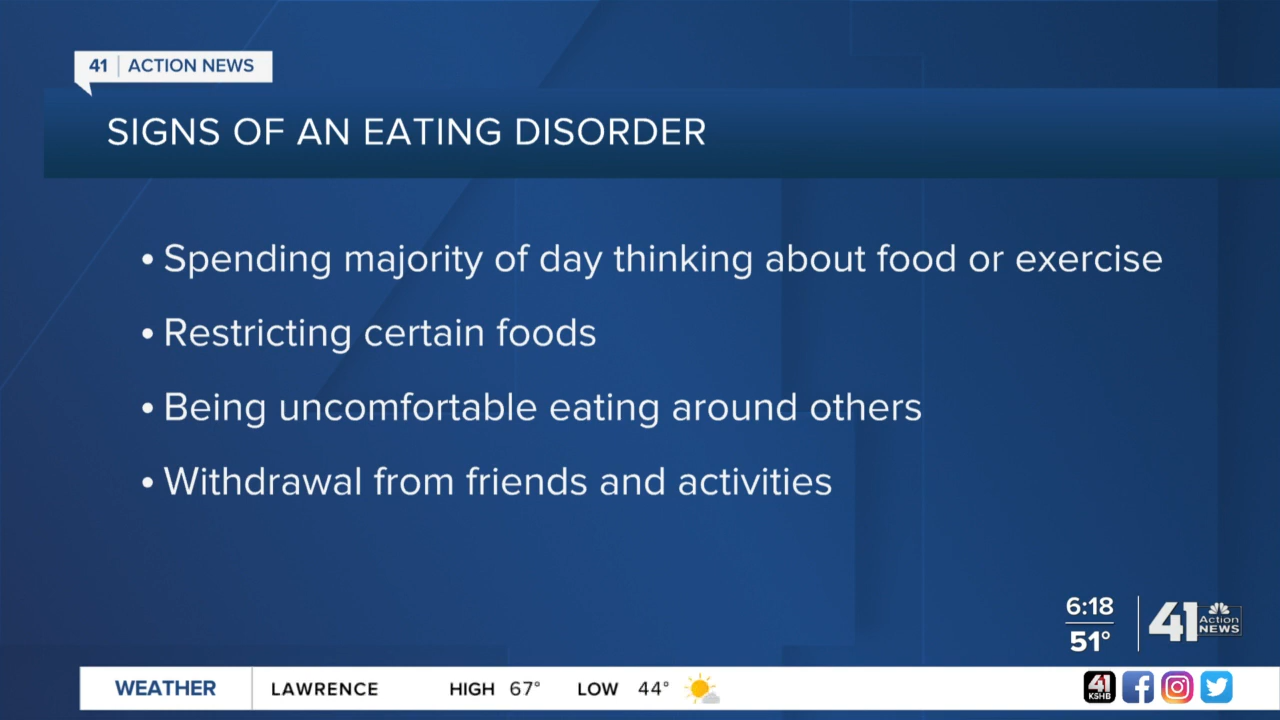 41 | ACTION NEWS
SIGNS OF AN EATING DISORDER
• Spending majority of day thinking about food or exercise
• Restricting certain foods
• Being uncomfortable eating around others
• Withdrawal from friends and activities
6:18
51°
41 Action NEWS
WEATHER LAWRENCE HIGH 67° LOW 44°
41 KSHB